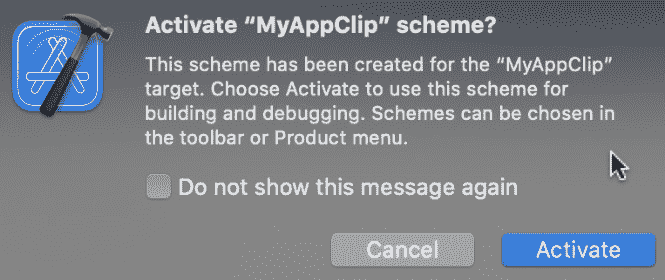 Activate “MyAppClip” scheme?
This scheme has been created for the “MyAppClip”
target. Choose Activate to use this scheme for
building and debugging. Schemes can be chosen in
the toolbar or Product menu.
Do not show this message again
Cancel
Activate